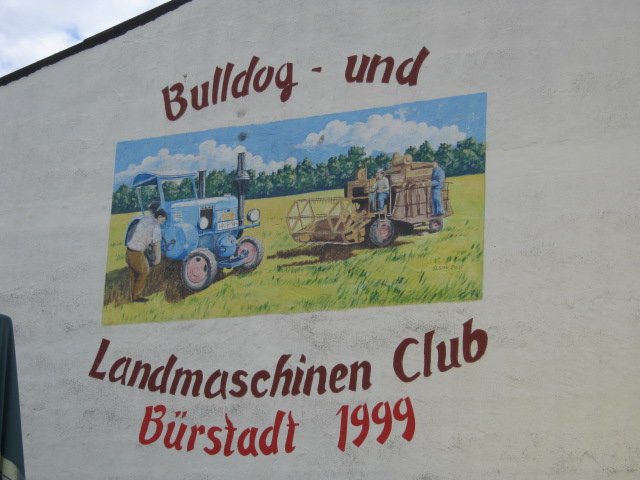 Bulldog - und
Landmaschinen Club
Bürstadt 1999